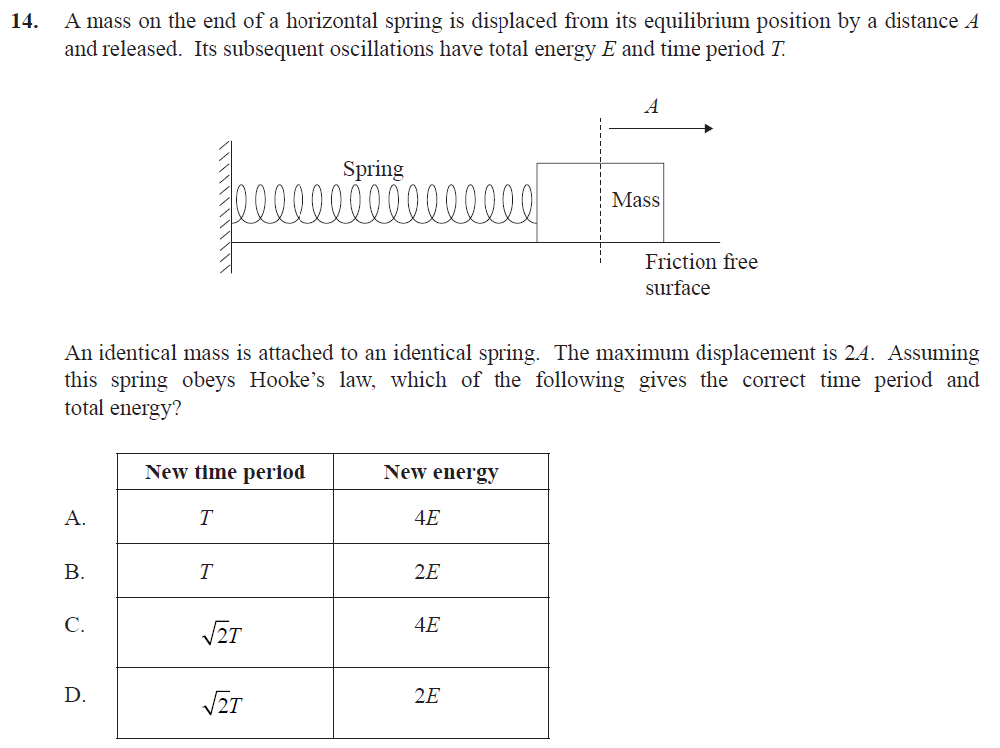 14. A mass on the end of a horizontal spring is displaced from its equilibrium position by a distance A
and released. Its subsequent oscillations have total energy E and time period T.
A
Spring
Mass
Friction free
surface
An identical mass is attached to an identical spring. The maximum displacement is 2A. Assuming
this spring obeys Hooke's law, which of the following gives the correct time period and
total energy?
New time period New energy
A. T 4E
B. T 2E
C. √2T 4E
D. √2T 2E